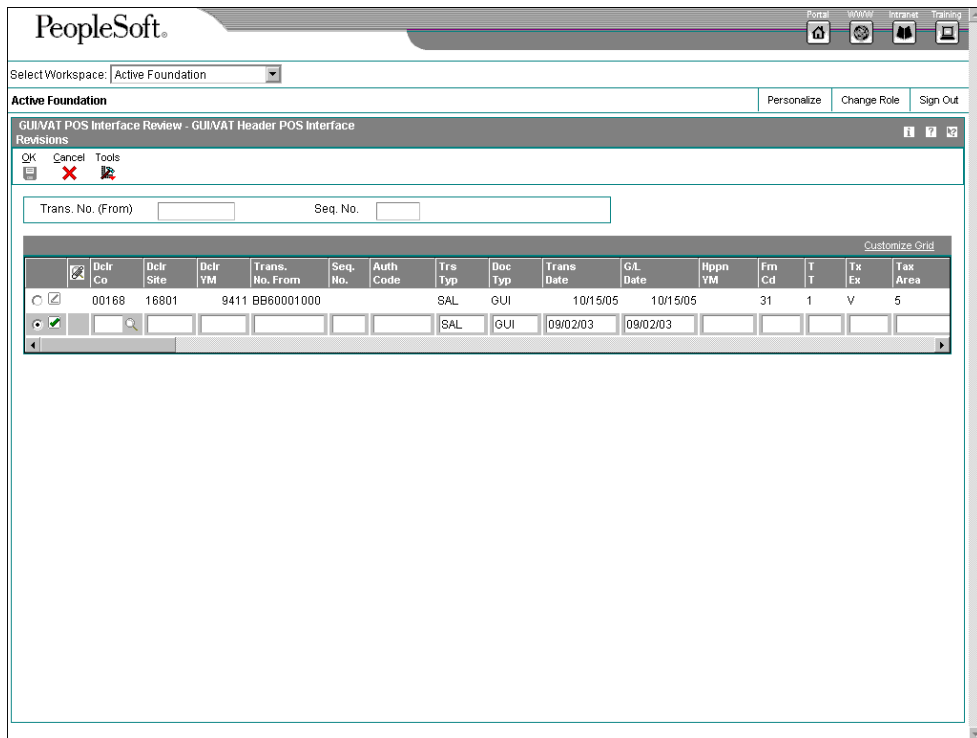 PeopleSoft.
Portal WWW Intranet Training
Select Workspace: Active Foundation
Active Foundation Personalize Change Role Sign Out
GUI/VAT POS Interface Review - GUI/VAT Header POS Interface
Revisions
OK Cancel Tools
Trans. No. (From) Seq. No.
Customize Grid
Dclr Co Dclr Site Dclr YM Trans. No. From Seq. No. Auth Code Trs Typ Doc Typ Trans Date G/L Date Hppn YM Fm Cd T T Tx Ex Tax Area
00168 16801 9411 BB60001000 SAL GUI 10/15/05 10/15/05 31 1 V 5
SAL GUI 09/02/03 09/02/03